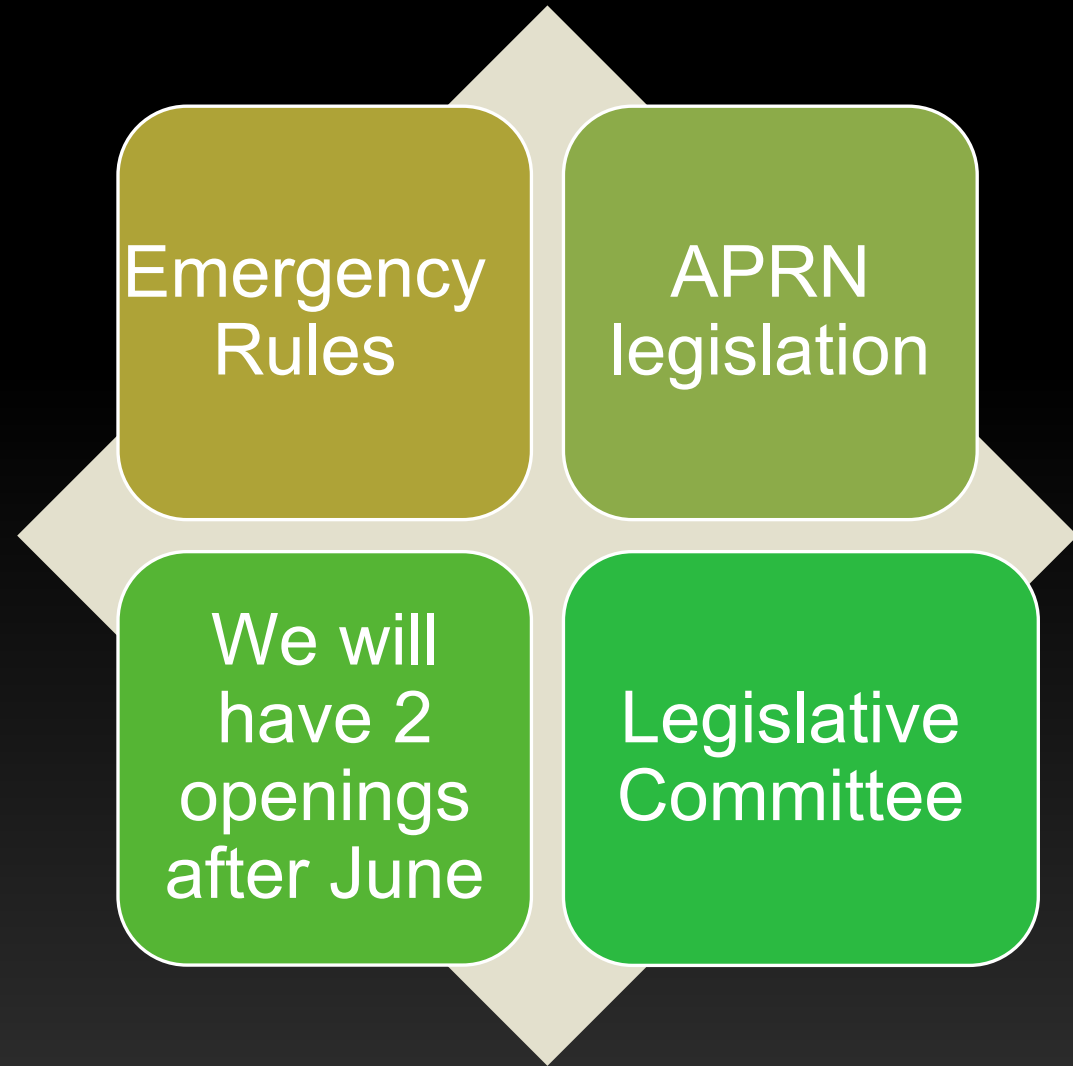 Emergency
Rules
APRN
legislation
We will
have 2
openings
after June
Legislative
Committee